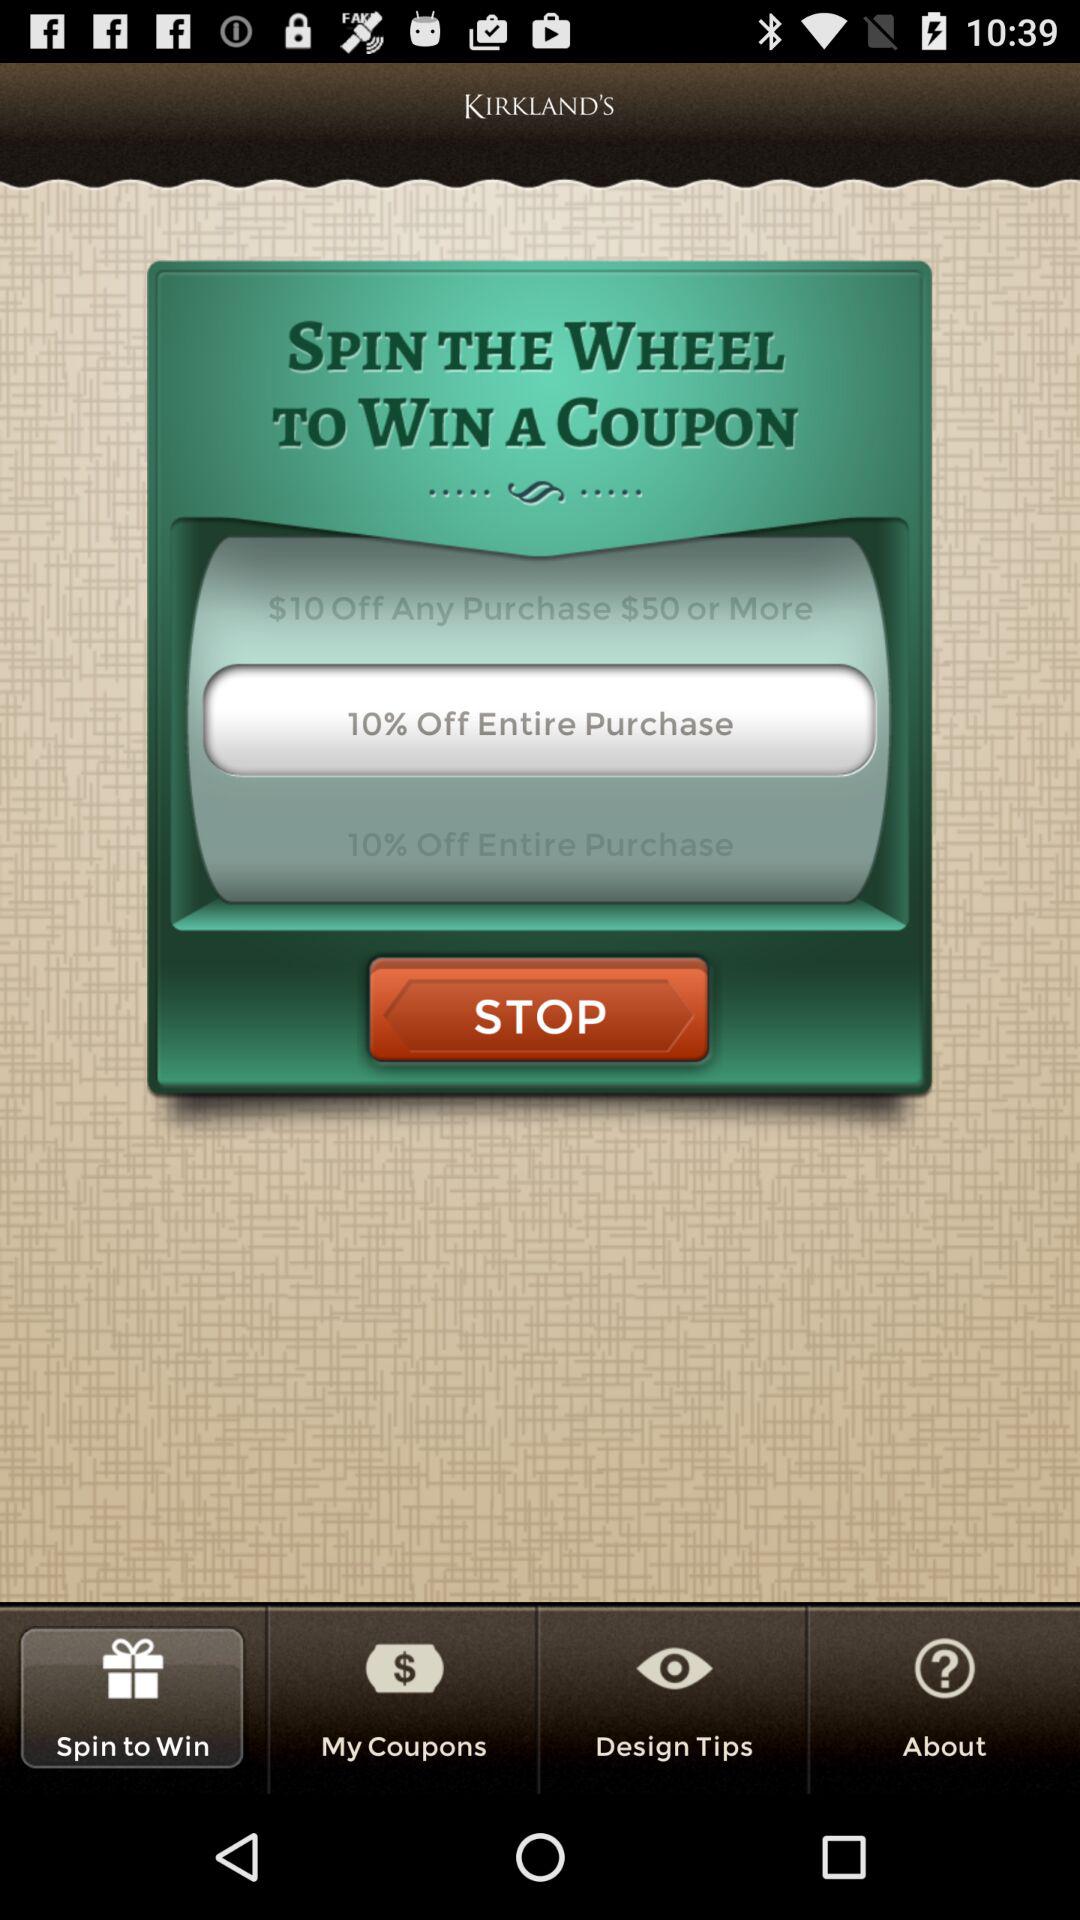 FAKE
10:39
KIRKLAND'S
SPIN THE WHEEL
TO WIN A COUPON
$10 Off Any Purchase $50 or More
10% Off Entire Purchase
10% Off Entire Purchase
STOP
Spin to Win
My Coupons
Design Tips
About